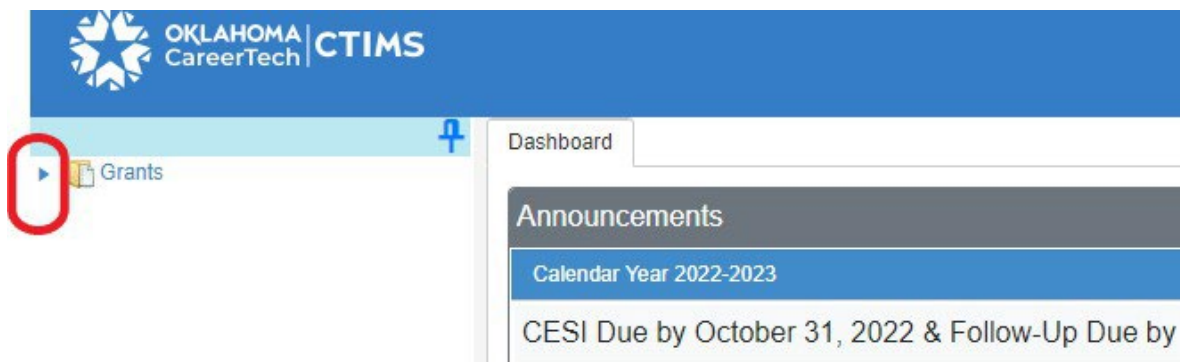 OKLAHOMA
CareerTech
CTIMS
Grants
Dashboard
Announcements
Calendar Year 2022-2023
CESI Due by October 31, 2022 & Follow-Up Due by